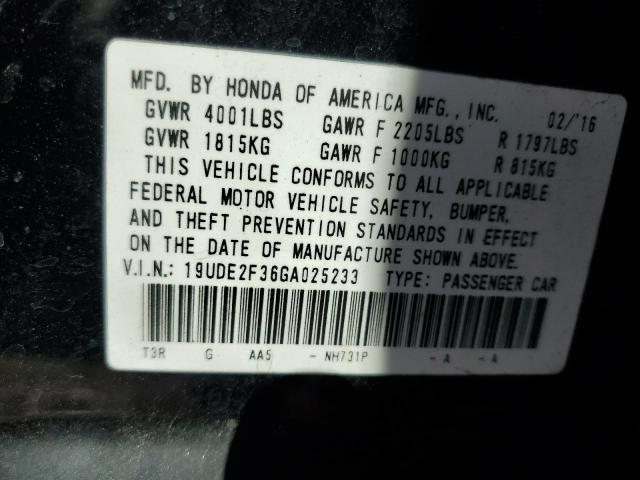 MFD. BY HONDA OF AMERICA MFG., INC. 02/'16
GVWR 4001LBS GAWR F 2205LBS R 1797LBS
GVWR 1815KG GAWR F 1000KG R 815KG
THIS VEHICLE CONFORMS TO ALL APPLICABLE
FEDERAL MOTOR VEHICLE SAFETY, BUMPER,
AND THEFT PREVENTION STANDARDS IN EFFECT
ON THE DATE OF MANUFACTURE SHOWN ABOVE.
V.I.N.: 19UDE2F36GA025233 TYPE: PASSENGER CAR
T3R G AA5 - NH731P - A - A